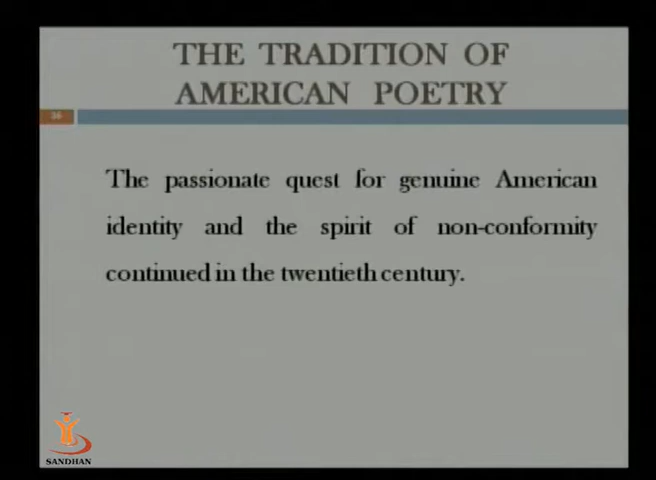 THE TRADITION OF
AMERICAN POETRY
36
The passionate quest for genuine American
identity and the spirit of non-conformity
continued in the twentieth century.
SANDHAN